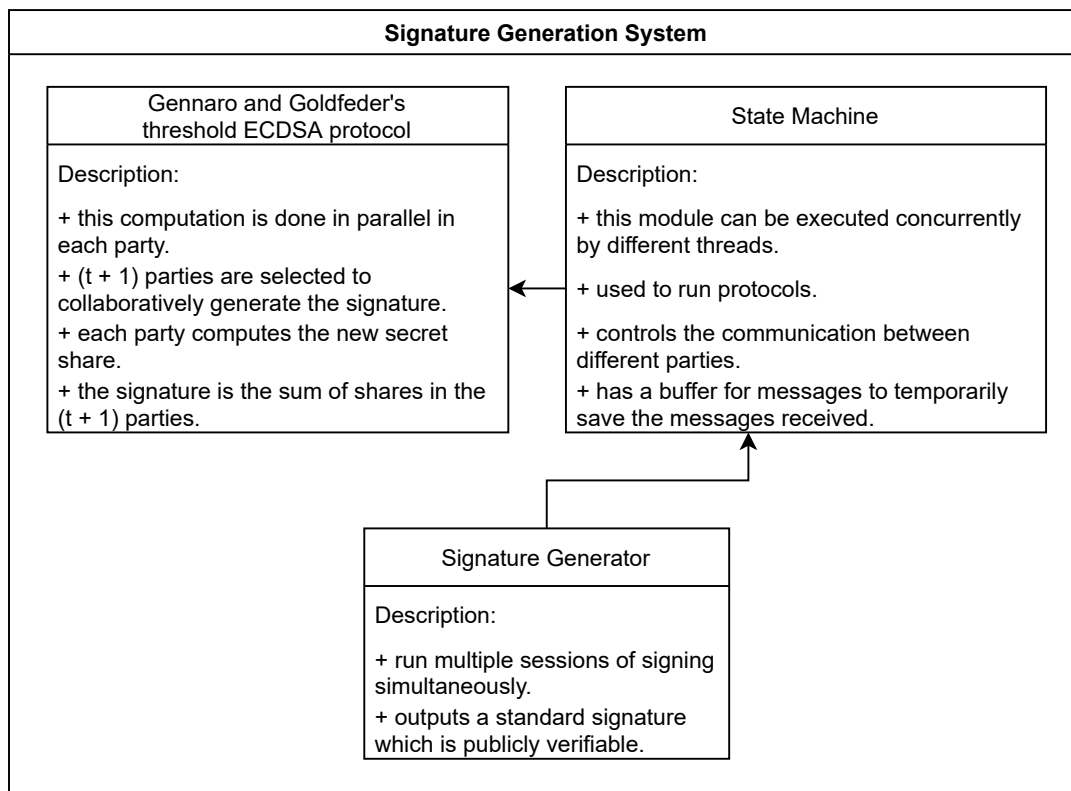 Signature Generation System
Gennaro and Goldfeder's
threshold ECDSA protocol
Description:
+ this computation is done in parallel in
each party.
+ (t + 1) parties are selected to
collaboratively generate the signature.
+ each party computes the new secret
share.
+ the signature is the sum of shares in the
(t + 1) parties.
State Machine
Description:
+ this module can be executed concurrently
by different threads.
+ used to run protocols.
+ controls the communication between
different parties.
+ has a buffer for messages to temporarily
save the messages received.
Signature Generator
Description:
+ run multiple sessions of signing
simultaneously.
+ outputs a standard signature
which is publicly verifiable.